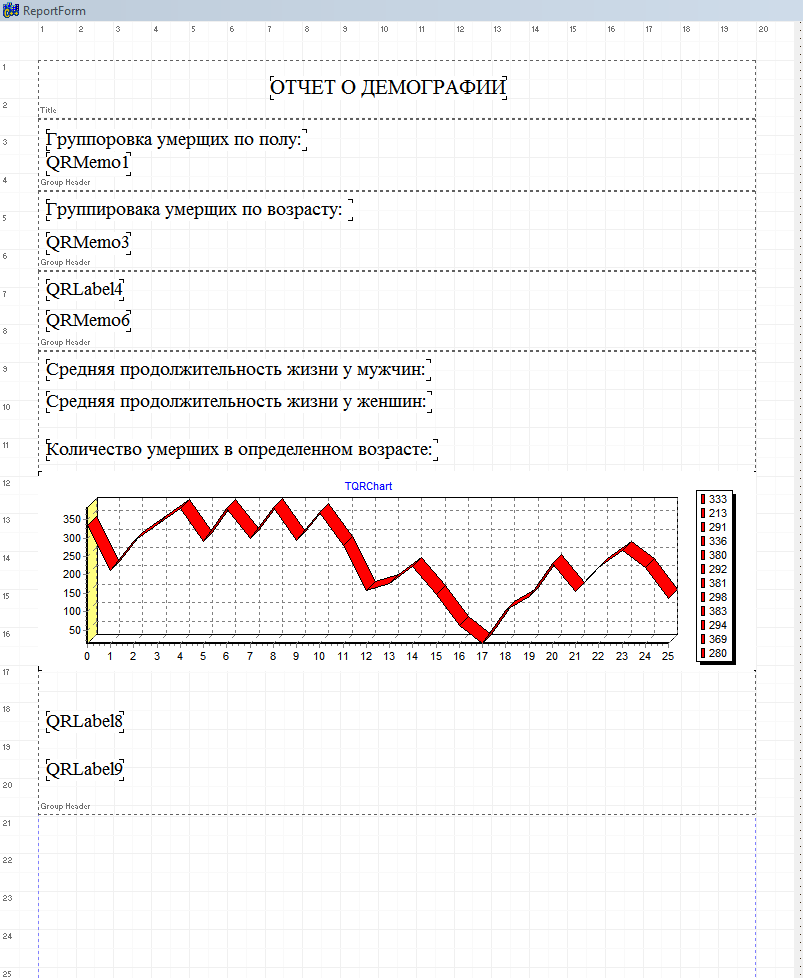 ReportForm
1 2 3 4 5 6 7 8 9 10 11 12 13 14 15 16 17 18 19 20
1
ОТЧЕТ О ДЕМОГРАФИИ
2
Title
3
Группоровка умерщих по полу:
QRMemo1
4
Group Header
5
Группировака умерщих по возрасту:
QRMemo3
6
Group Header
7
QRLabel4
8
QRMemo6
Group Header
9
Средняя продолжительность жизни у мужчин:
10
Средняя продолжительность жизни у женшин:
11
Количество умерших в определенном возрасте:
12
TQRChart
13
14
15
16
350
300
250
200
150
100
50
0 1 2 3 4 5 6 7 8 9 10 11 12 13 14 15 16 17 18 19 20 21 22 23 24 25
333
213
291
336
380
292
381
298
383
294
369
280
17
18
QRLabel8
19
QRLabel9
20
Group Header
21
22
23
24
25